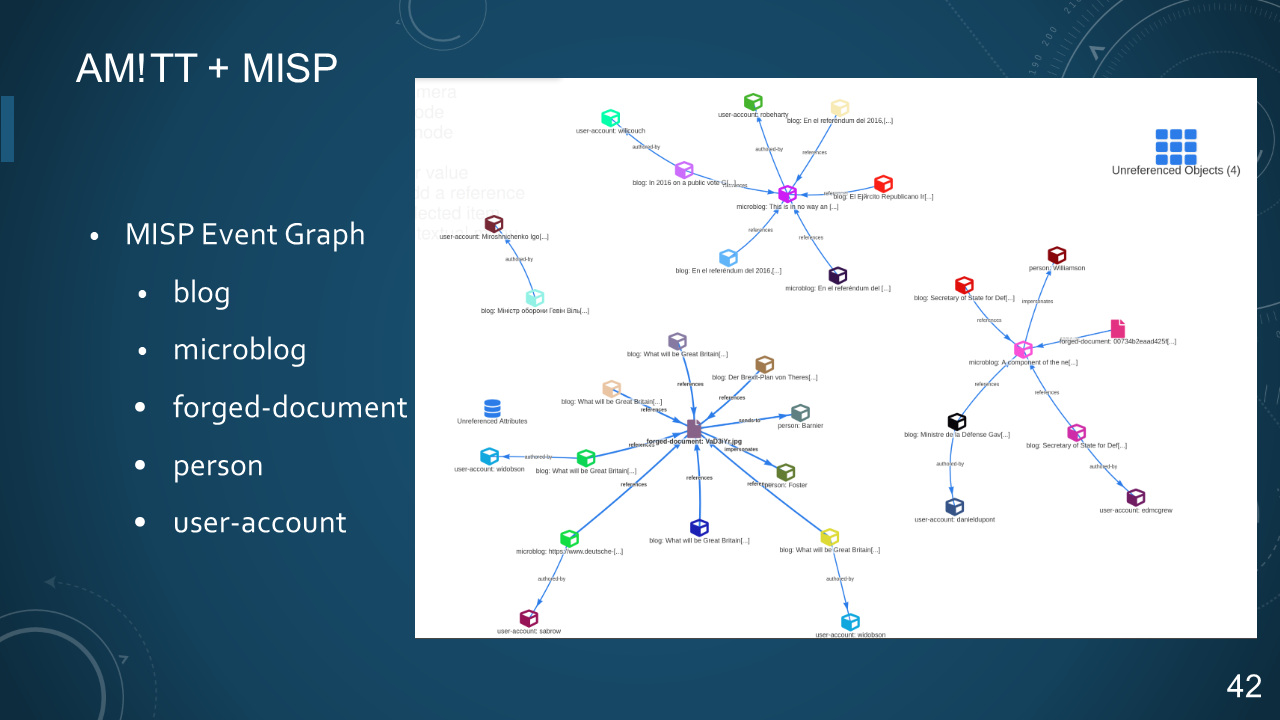 AM!TT + MISP
• MISP Event Graph
• blog
• microblog
• forged-document
• person
• user-account
mera
ode
node
r value
d a reference
ected item
user-account: willcouch
user-account: robeharty
blog: En el referéndum del 2016,[...]
authored-by
authored-by
references
blog: In 2016 on a public vote G[...]
references
references
blog: El Ejército Republicano Ir[...]
microblog: This is in no way an [...]
references
references
blog: En el referéndum del 2016,[...]
microblog: En el referéndum del [...]
Unreferenced Objects (4)
user-account: Miroshnichenko Igo[...]
authored-by
blog: Міністр оборони Гевін Віль[...]
person: Williamson
blog: Secretary of State for Def[...]
impersonates
references
forged-document: 00734b2eaad425f[...]
microblog: A component of the ne[...]
references
references
blog: Ministre de la Défense Gav[...]
blog: Secretary of State for Def[...]
authored-by
authored-by
user-account: danieldupont
user-account: edmcgrew
blog: What will be Great Britain[...]
blog: Der Brexit-Plan von Theres[...]
references
references
blog: What will be Great Britain[...]
references
Unreferenced Attributes
sends-to
person: Barnier
forged-document: VaD3iYr.jpg
references
impersonates
user-account: widobson
authored-by
blog: What will be Great Britain[...]
references
references
person: Foster
references
blog: What will be Great Britain[...]
microblog: https://www.deutsche-[...]
blog: What will be Great Britain[...]
authored-by
authored-by
user-account: sabrow
user-account: widobson
42